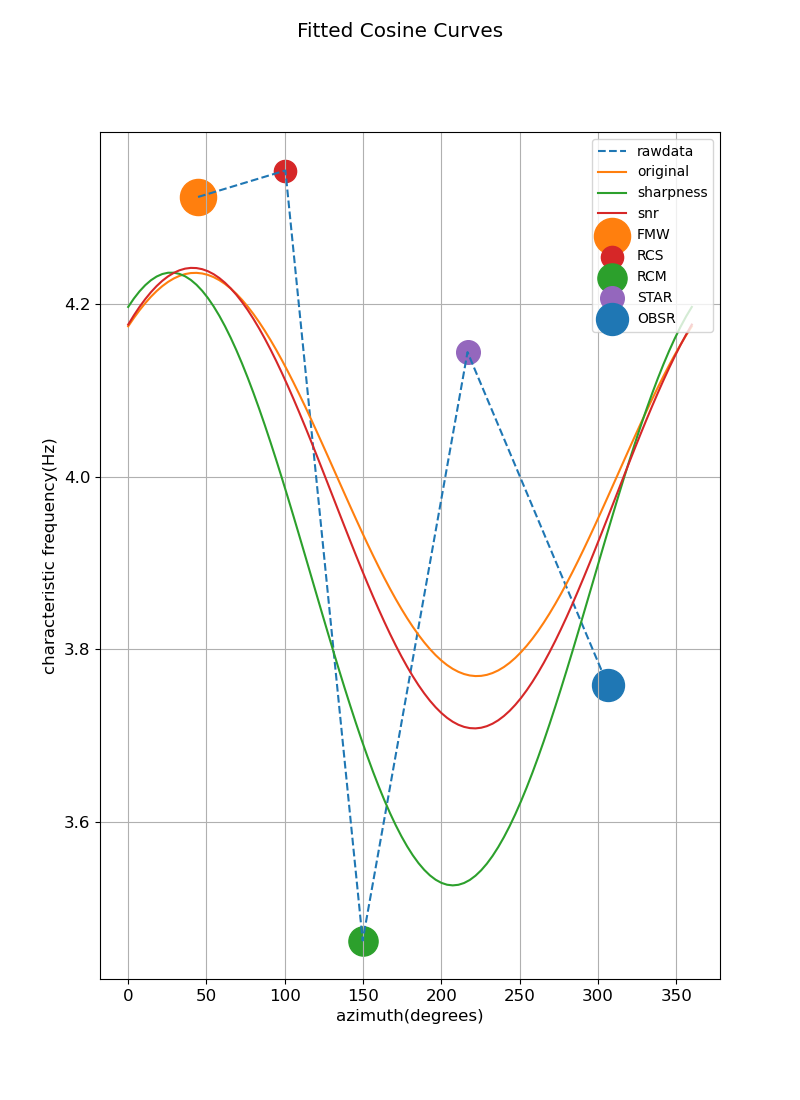 Fitted Cosine Curves
rawdata
original
sharpness
snr
FMW
RCS
RCM
STAR
OBSR
4.2
4.0
3.8
3.6
characteristic frequency(Hz)
0 50 100 150 200 250 300 350
azimuth(degrees)